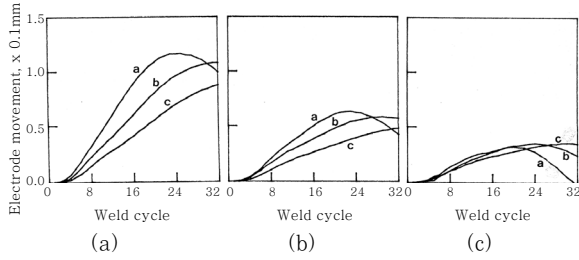 Electrode movement, x 0.1mm
1.5
1.0
0.5
0.0
a
b
c
0 8 16 24 32
Weld cycle
(a)
a
b
c
0 8 16 24 32
Weld cycle
(b)
c
b
a
0 8 16 24 32
Weld cycle
(c)